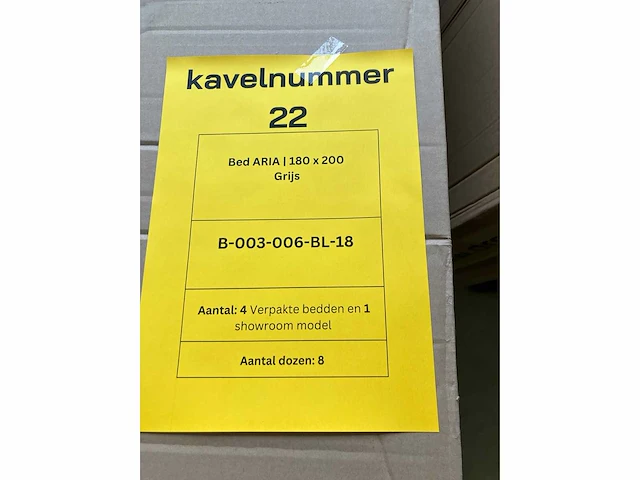 kavelnummer
22
Bed ARIA | 180 x 200
Grijs
B-003-006-BL-18
Aantal: 4 Verpakte bedden en 1
showroom model
Aantal dozen: 8